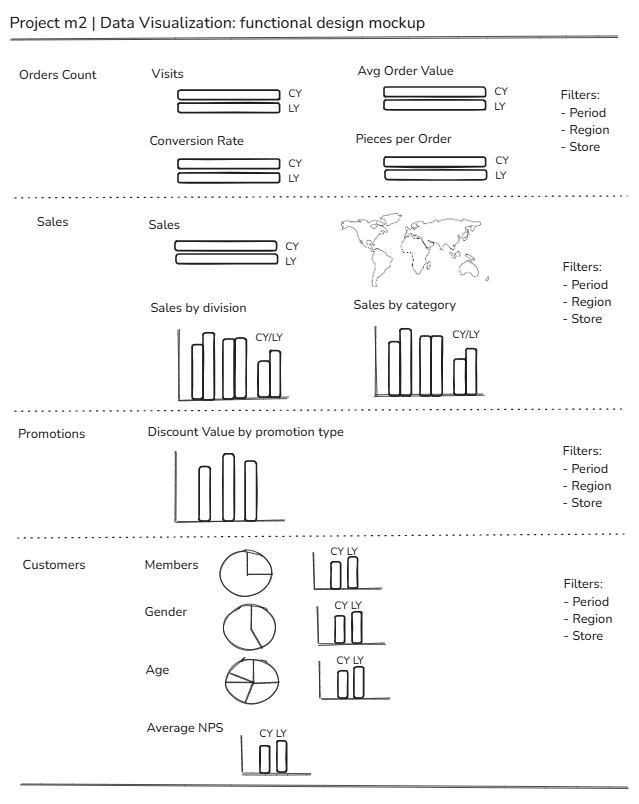 Project m2 | Data Visualization: functional design mockup
Orders Count
Visits
CY
LY
Avg Order Value
CY
LY
Conversion Rate
CY
LY
Pieces per Order
CY
LY
Filters:
- Period
- Region
- Store
Sales
Sales
CY
LY
Sales by division
CY/LY
Sales by category
CY/LY
Filters:
- Period
- Region
- Store
Promotions
Discount Value by promotion type
Filters:
- Period
- Region
- Store
Customers
Members
CY LY
Gender
CY LY
Age
CY LY
Average NPS
CY LY
Filters:
- Period
- Region
- Store